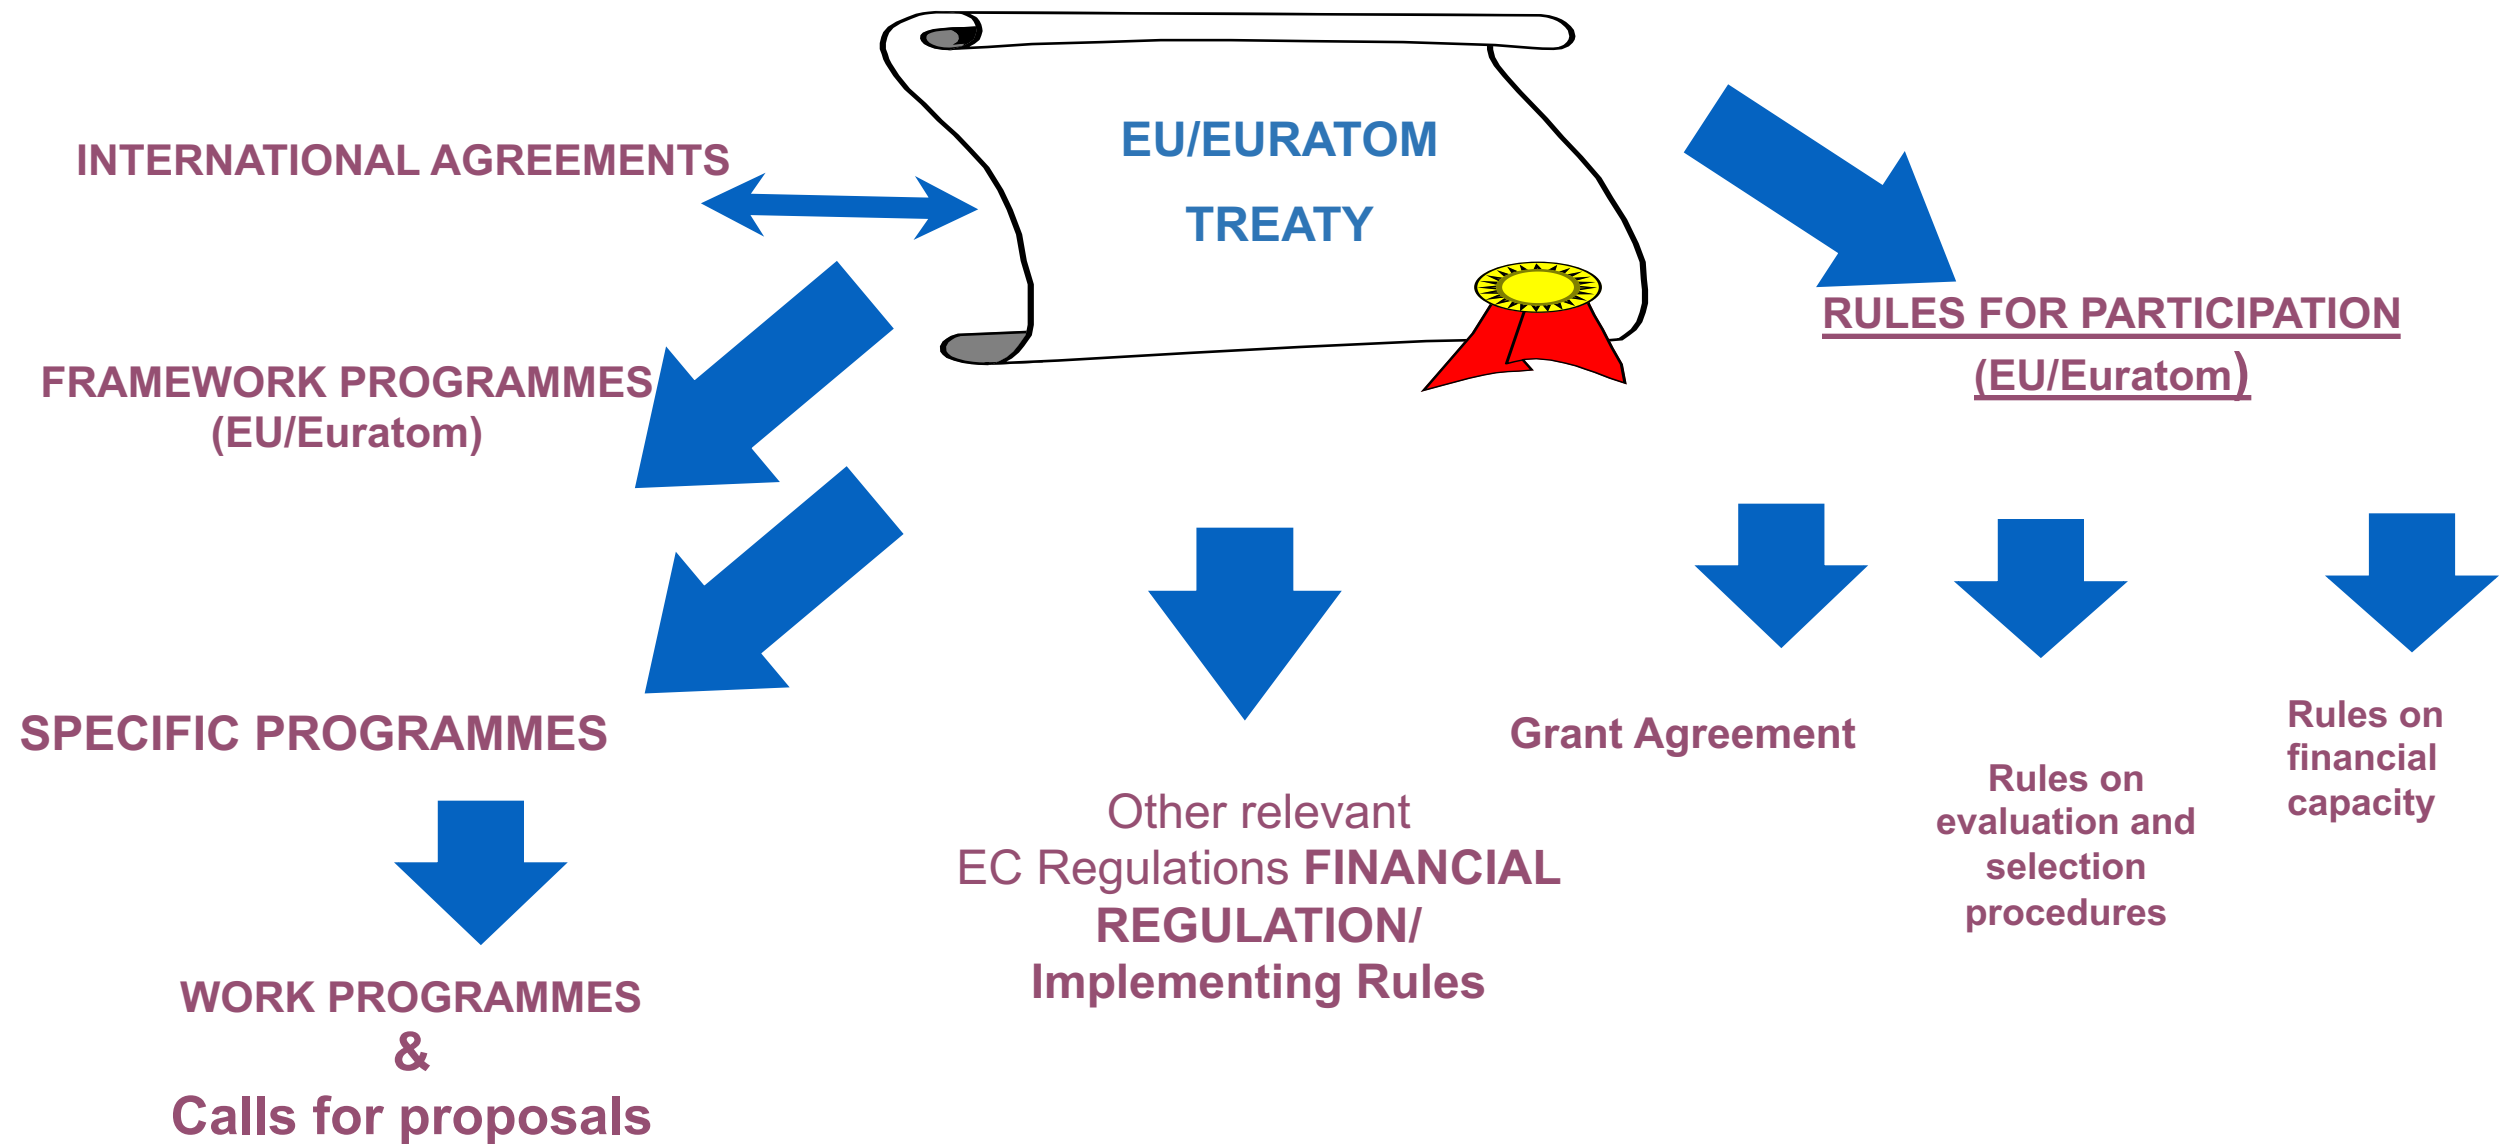 EU/EURATOM
TREATY
INTERNATIONAL AGREEMENTS
RULES FOR PARTICIPATION
(EU/Euratom)
FRAMEWORK PROGRAMMES
(EU/Euratom)
SPECIFIC PROGRAMMES
WORK PROGRAMMES
&
Calls for proposals
Other relevant
EC Regulations FINANCIAL
REGULATION/
Implementing Rules
Grant Agreement
Rules on
evaluation and
selection
procedures
Rules on
financial
capacity